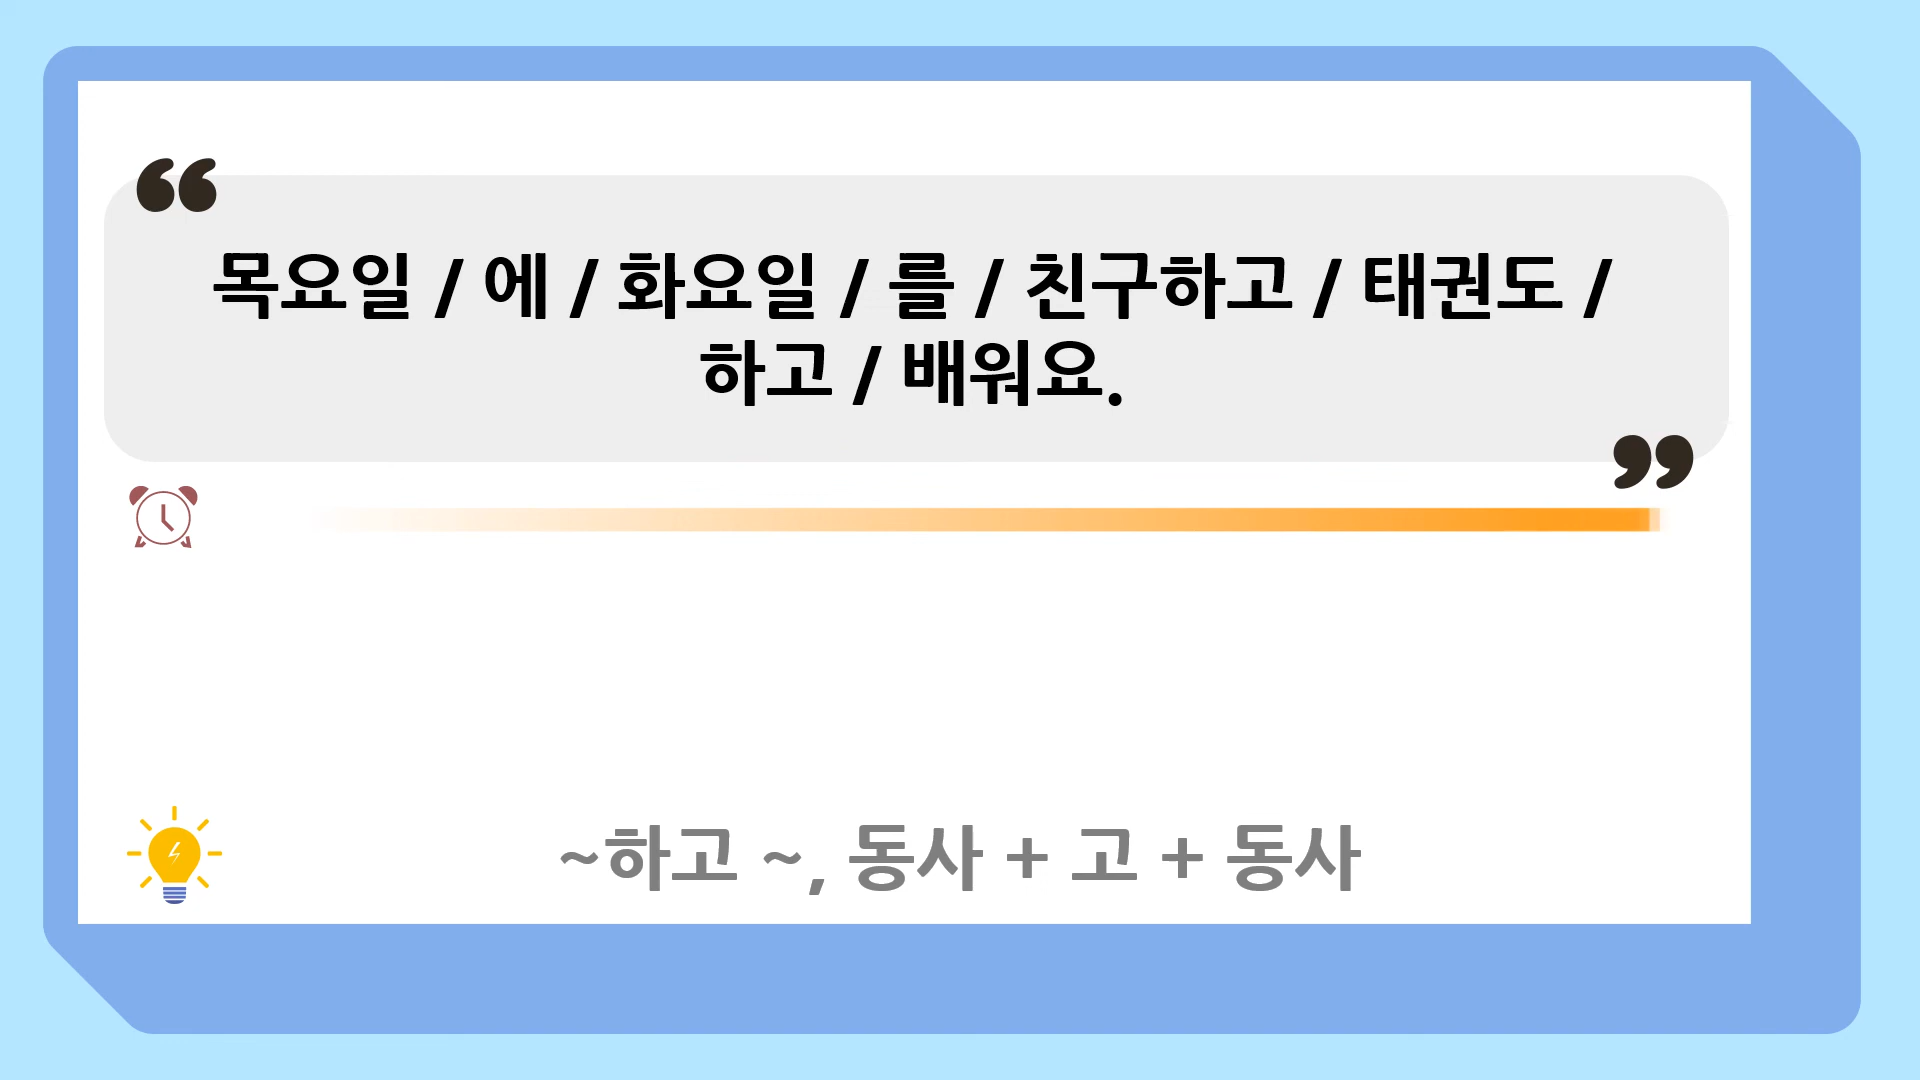 목요일 / 에 / 화요일 / 를 / 친구하고 / 태권도 /
하고 / 배워요.
~하고 ~, 동사 + 고 + 동사